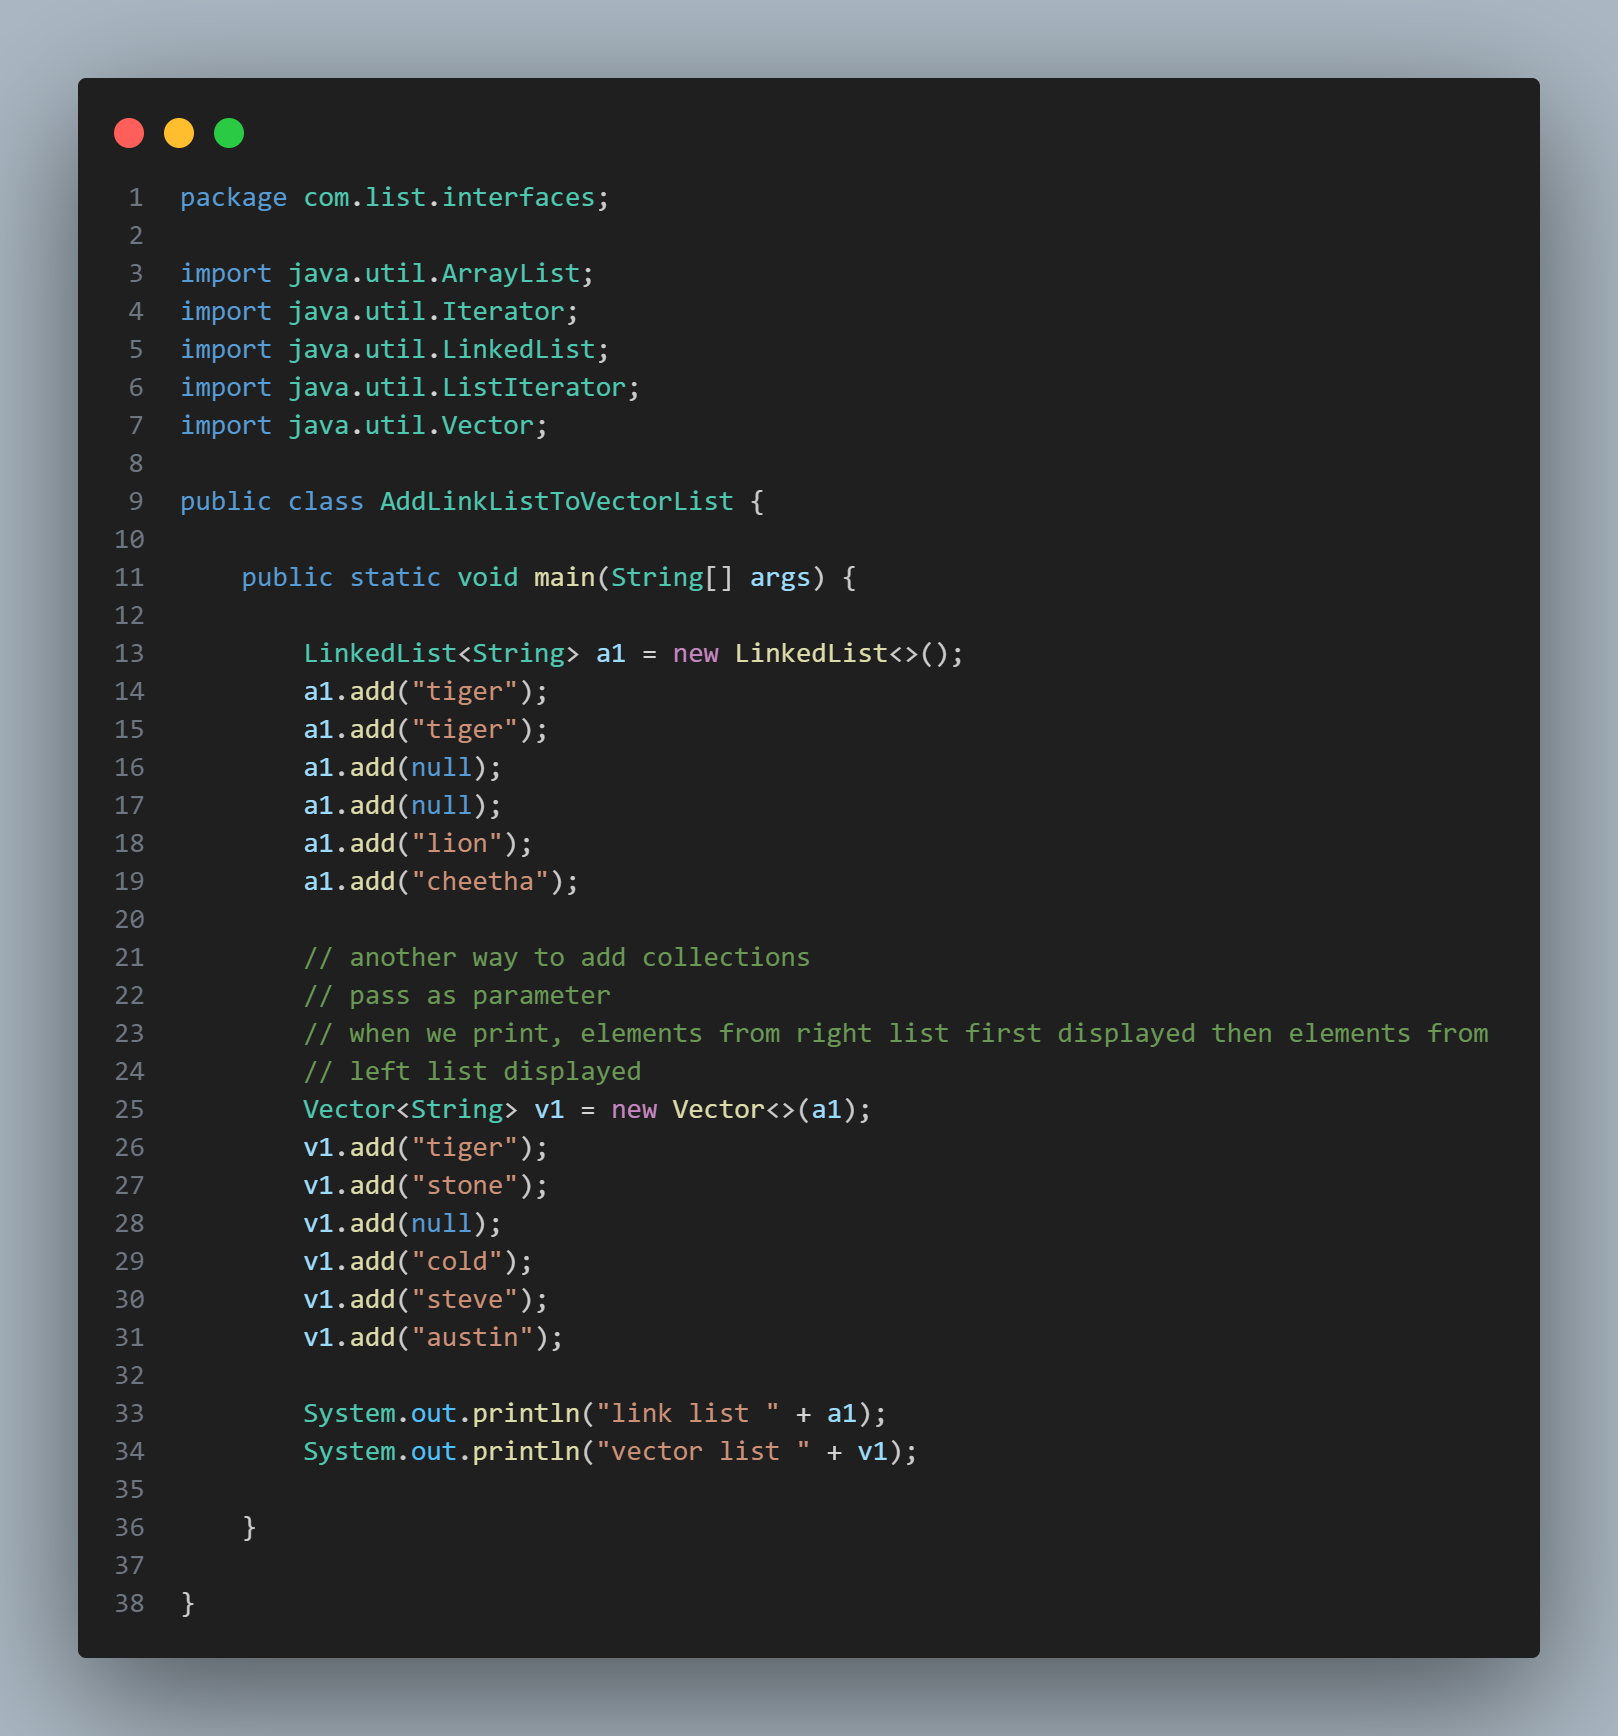 1 package com.list.interfaces;
2
3 import java.util.ArrayList;
4 import java.util.Iterator;
5 import java.util.LinkedList;
6 import java.util.ListIterator;
7 import java.util.Vector;
8
9 public class AddLinkListToVectorList {
10
11     public static void main(String[] args) {
12
13         LinkedList<String> a1 = new LinkedList<>();
14         a1.add("tiger");
15         a1.add("tiger");
16         a1.add(null);
17         a1.add(null);
18         a1.add("lion");
19         a1.add("cheetha");
20
21         // another way to add collections
22         // pass as parameter
23         // when we print, elements from right list first displayed then elements from
24         // left list displayed
25         Vector<String> v1 = new Vector<>(a1);
26         v1.add("tiger");
27         v1.add("stone");
28         v1.add(null);
29         v1.add("cold");
30         v1.add("steve");
31         v1.add("austin");
32
33         System.out.println("link list " + a1);
34         System.out.println("vector list " + v1);
35
36     }
37
38 }